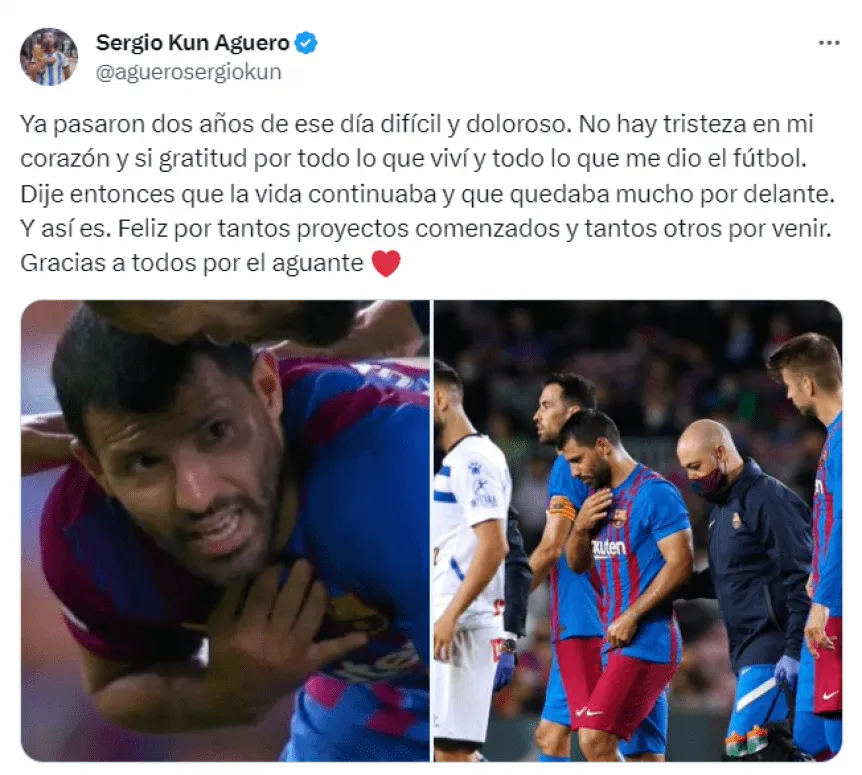 Sergio Kun Aguero
@aguerosergiokun
Ya pasaron dos años de ese día difícil y doloroso. No hay tristeza en mi
corazón y si gratitud por todo lo que viví y todo lo que me dio el fútbol.
Dije entonces que la vida continuaba y que quedaba mucho por delante.
Y así es. Feliz por tantos proyectos comenzados y tantos otros por venir.
Gracias a todos por el aguante ❤️